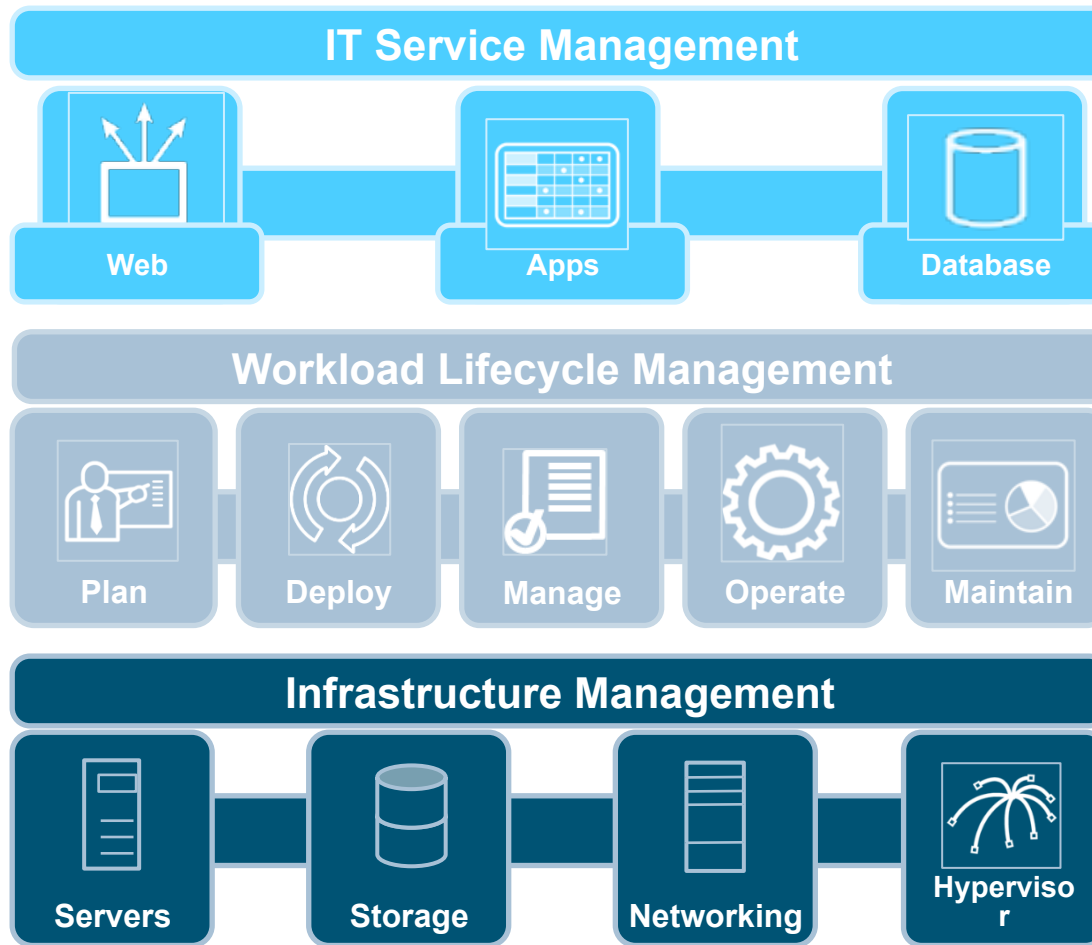 IT Service Management
Web
Apps
Database
Workload Lifecycle Management
Plan
Deploy
Manage
Operate
Maintain
Infrastructure Management
Servers
Storage
Networking
Hyperviso
r